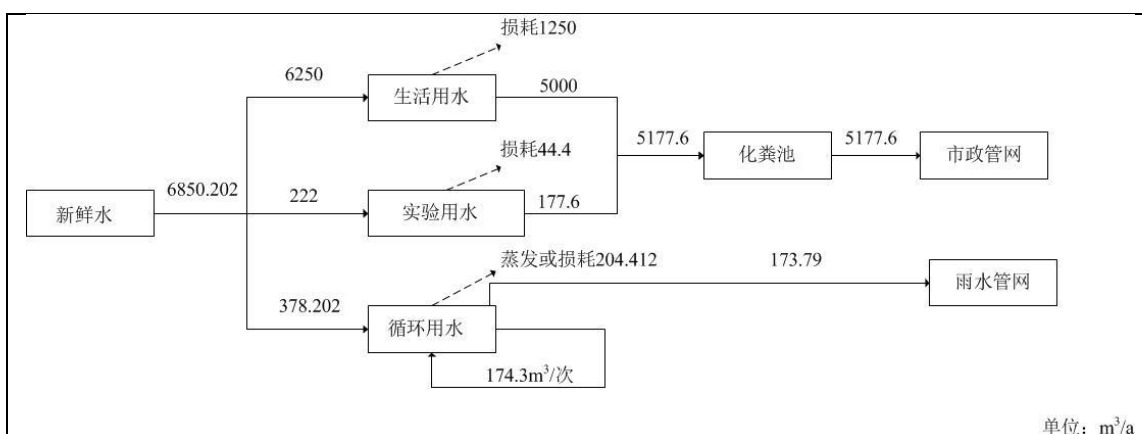 损耗1250
6250
生活用水
5000
损耗44.4
5177.6
化粪池
5177.6
市政管网
6850.202
新鲜水
222
实验用水
177.6
蒸发或损耗204.412
173.79
雨水管网
378.202
循环用水
174.3m³/次
单位：m³/a